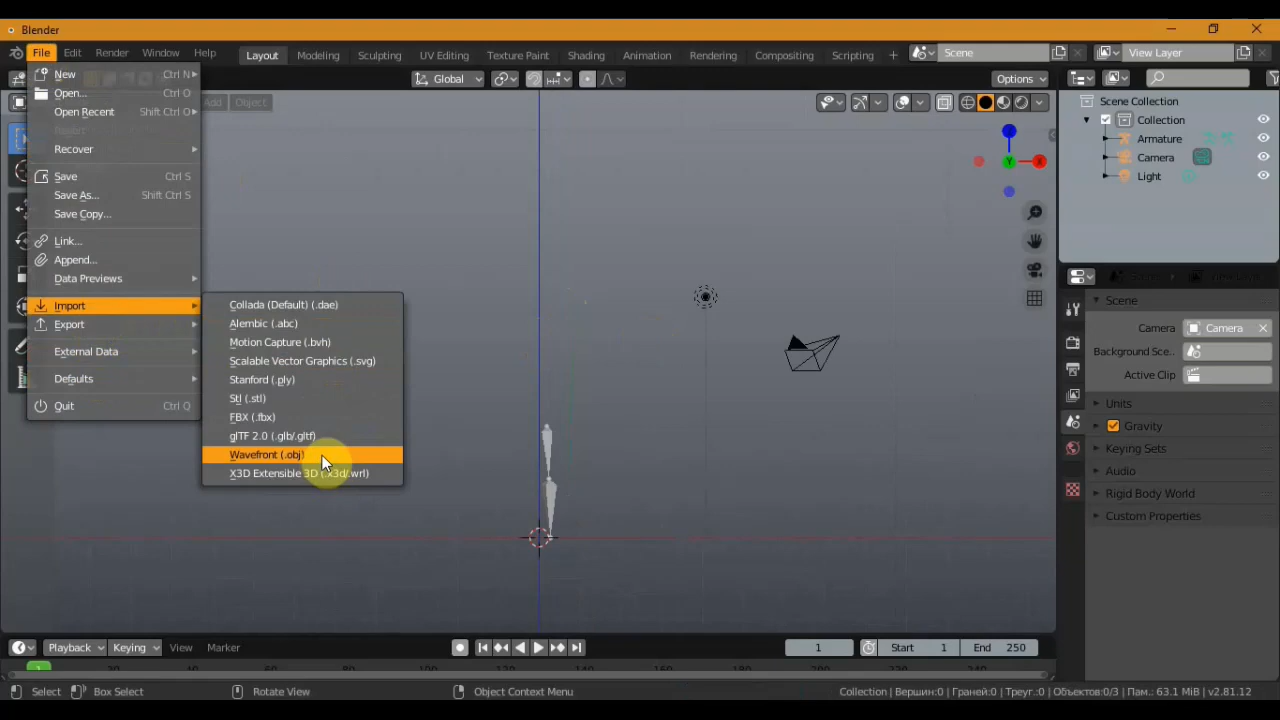 Blender
File Edit Render Window Help Layout Modeling Sculpting UV Editing Texture Paint Shading Animation Rendering Compositing Scripting + Scene View Layer
Global Options
Add Object
New Ctrl N
Open... Ctrl O
Open Recent Shift Ctrl O
Revert
Recover
Save Ctrl S
Save As... Shift Ctrl S
Save Copy...
Link...
Append...
Data Previews
Import
Export
External Data
Defaults
Quit Ctrl Q
Collada (Default) (.dae)
Alembic (.abc)
Motion Capture (.bvh)
Scalable Vector Graphics (.svg)
Stanford (.ply)
Stl (.stl)
FBX (.fbx)
glTF 2.0 (.glb/.gltf)
Wavefront (.obj)
X3D Extensible 3D (.x3d/.wrl)
Z
Y
X
Scene Collection
Collection
Armature
Camera
Light
Scene
Camera Camera
Background Sce..
Active Clip
Units
Gravity
Keying Sets
Audio
Rigid Body World
Custom Properties
Playback Keying View Marker 1 Start 1 End 250
1
Select Box Select Rotate View Object Context Menu Collection | Вершин:0 | Граней:0 | Треуг.:0 | Объектов:0/3 | Пам.: 63.1 MiB | v2.81.12